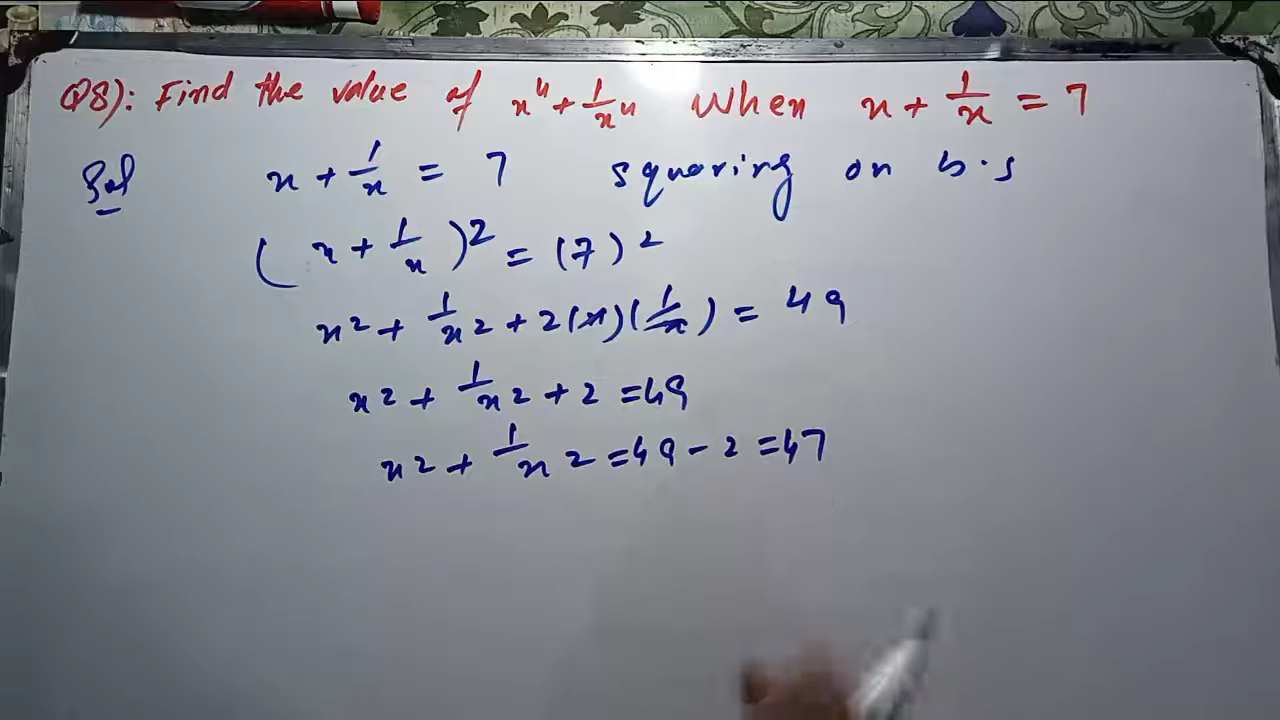 Q8): Find the value of x⁴ + 1/x⁴ When x + 1/x = 7
Sol x + 1/x = 7 squaring on b.s
(x + 1/x)² = (7)²
x² + 1/x² + 2(x)(1/x) = 49
x² + 1/x² + 2 = 49
x² + 1/x² = 49 - 2 = 47